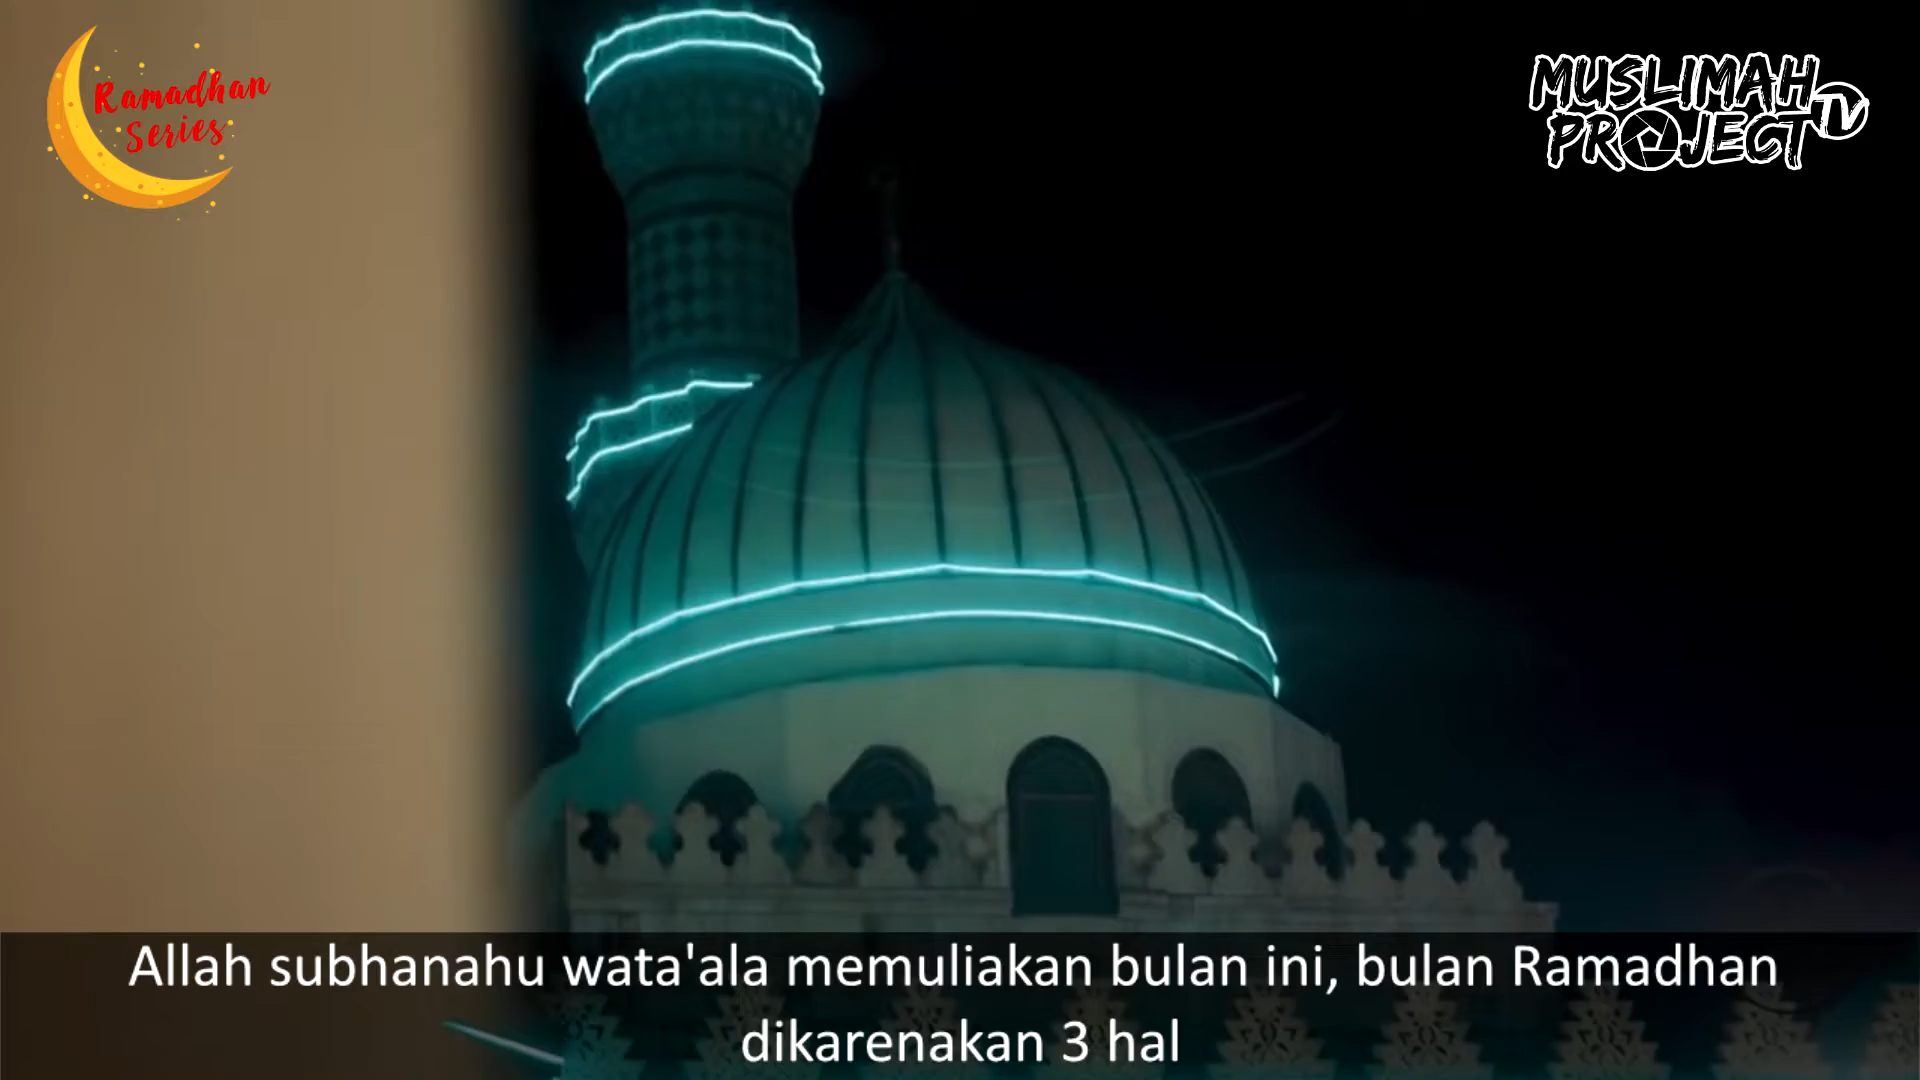 Ramadhan
Series
MUSLIMAH
PROJECT TV
Allah subhanahu wata'ala memuliakan bulan ini, bulan Ramadhan
dikarenakan 3 hal